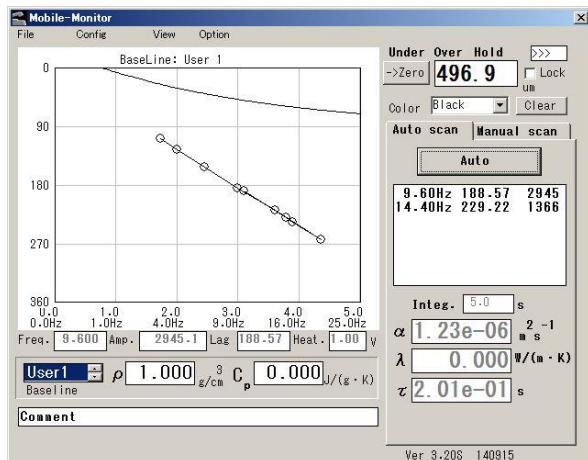 Mobile-Monitor
File Config View Option
BaseLine: User 1
0
90
180
270
360
0.0 1.0 2.0 3.0 4.0 5.0
0.0Hz 1.0Hz 4.0Hz 9.0Hz 16.0Hz 25.0Hz
Freq. 9.600 Amp. 2945.1 Lag 188.57 Heat. 1.00 V
User1 ρ 1.000 g/cm 3 Cp 0.000 J/(g・K)
Baseline
Comment
Under Over Hold >>>
->Zero 496.9 Lock
um
Color Black Clear
Auto scan Manual scan
Auto
9.60Hz 188.57 2945
14.40Hz 229.22 1366
Integ. 5.0 s
α 1.23e-06 m 2 s -1
λ 0.000 W/(m・K)
τ 2.01e-01 s
Ver 3.20S 140915